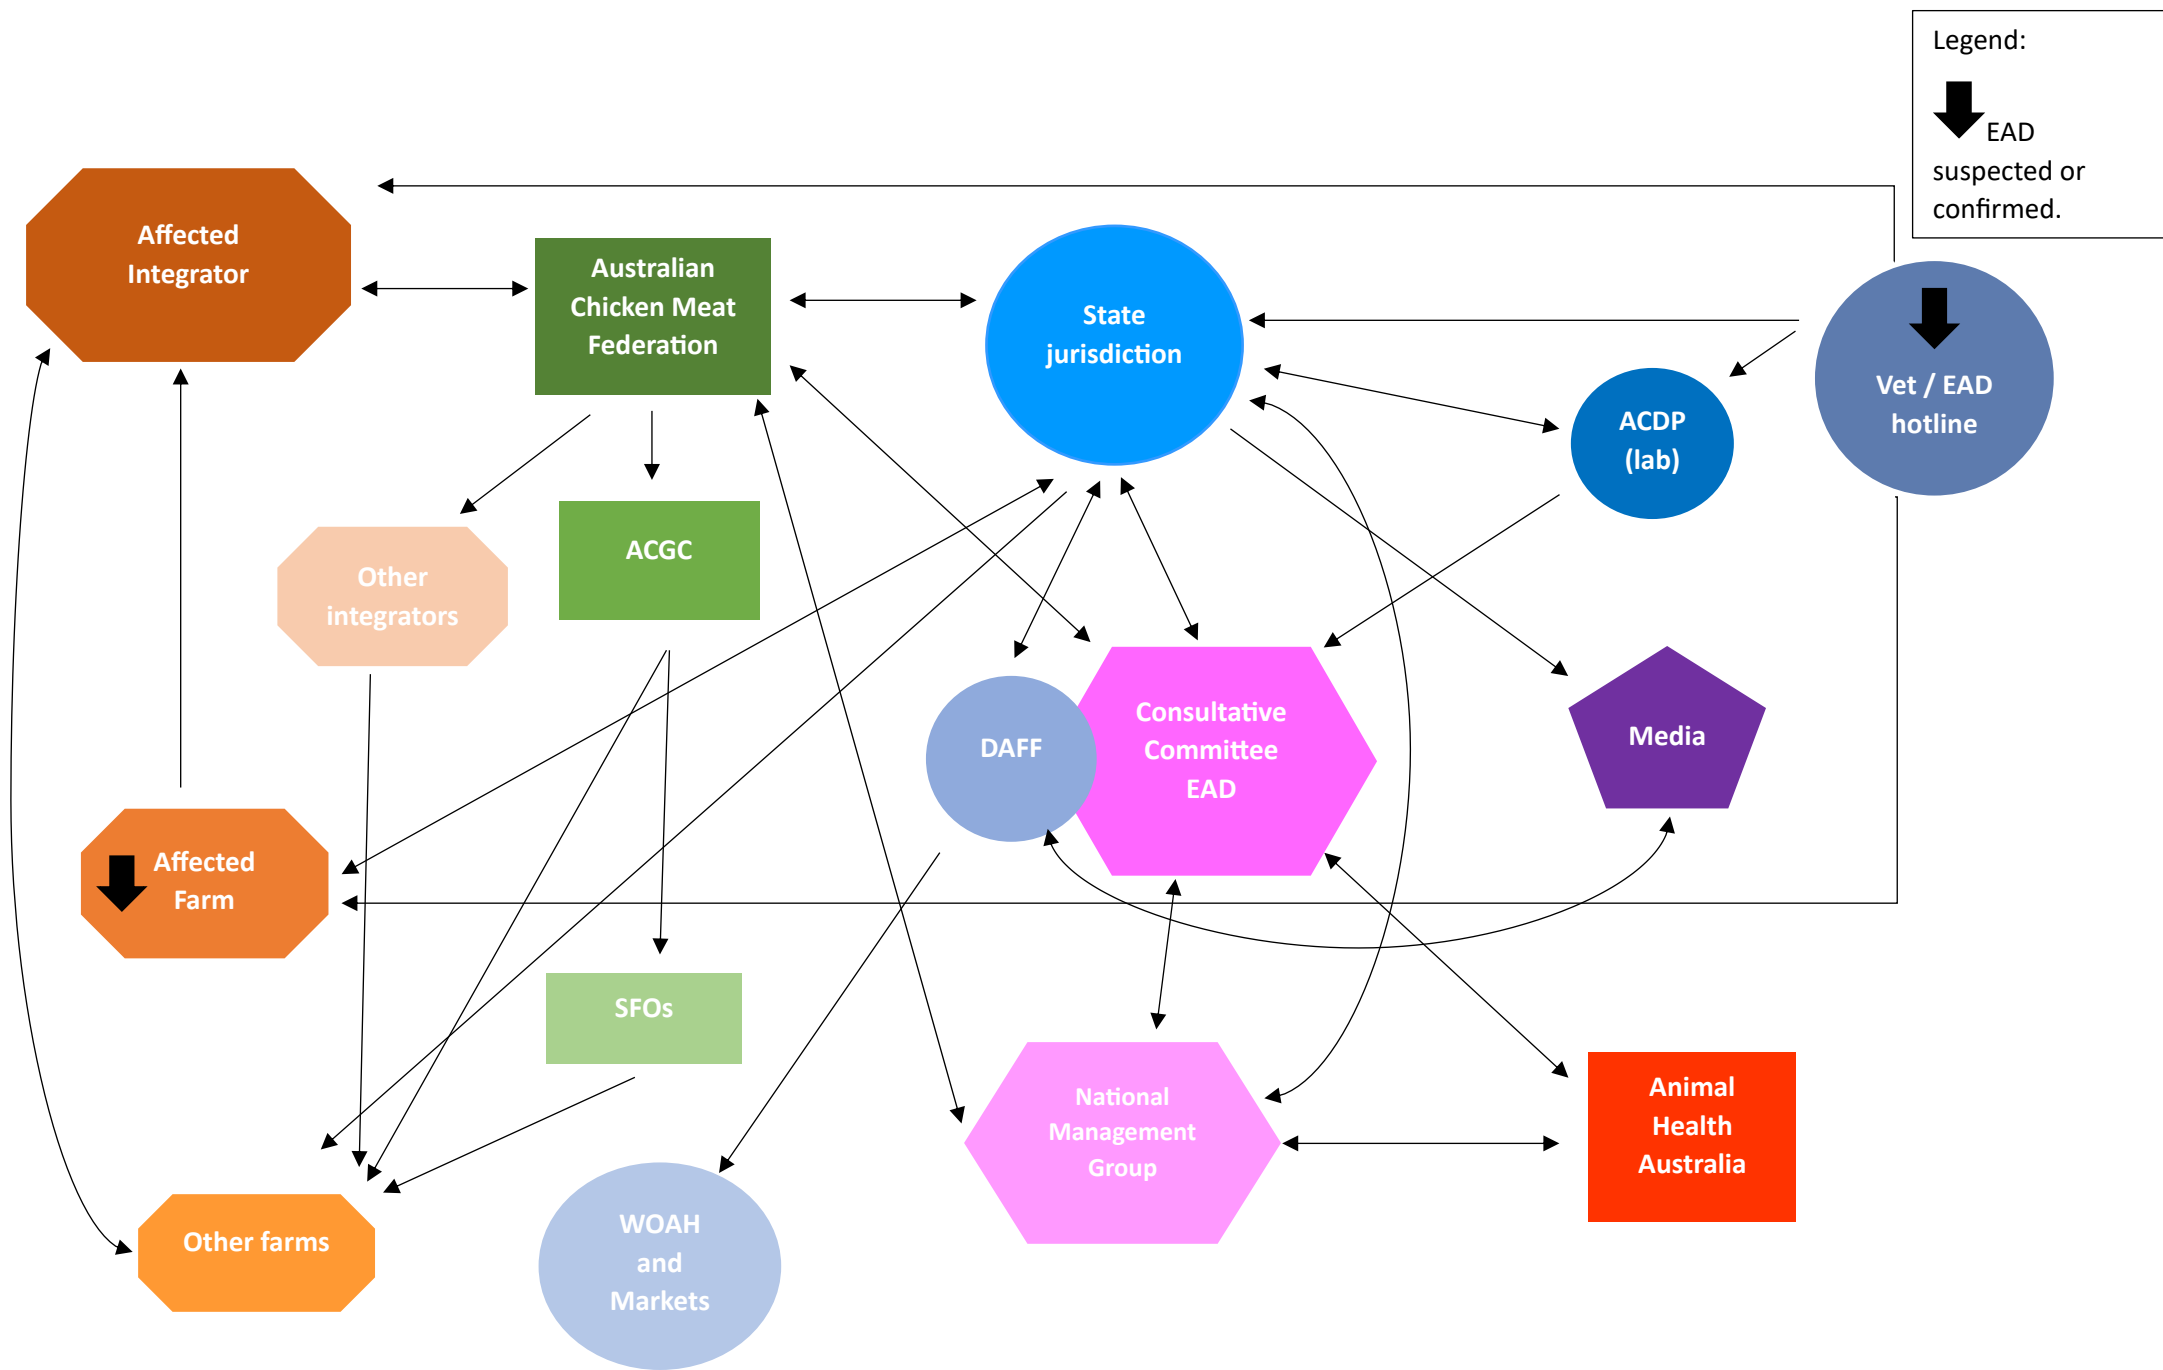 Legend:
EAD
suspected or
confirmed.
Affected
Integrator
Australian
Chicken Meat
Federation
State
jurisdiction
Vet / EAD
hotline
ACDP
(lab)
Other
integrators
ACGC
DAFF
Consultative
Committee
EAD
Media
Affected
Farm
SFOs
National
Management
Group
Animal
Health
Australia
Other farms
WOAH
and
Markets